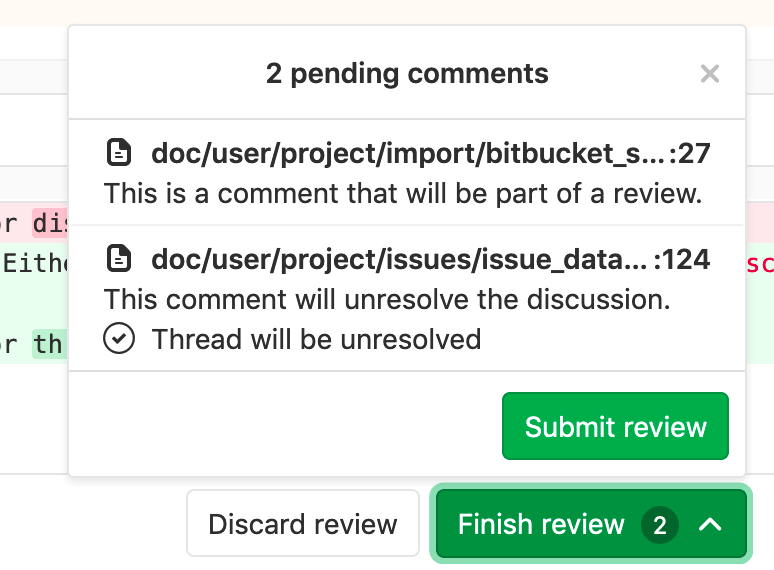 2 pending comments
doc/user/project/import/bitbucket_s... :27
This is a comment that will be part of a review.
or dis
doc/user/project/issues/issue_data... :124
Eithe
sc
This comment will unresolve the discussion.
Thread will be unresolved
or th
Submit review
Discard review
Finish review 2